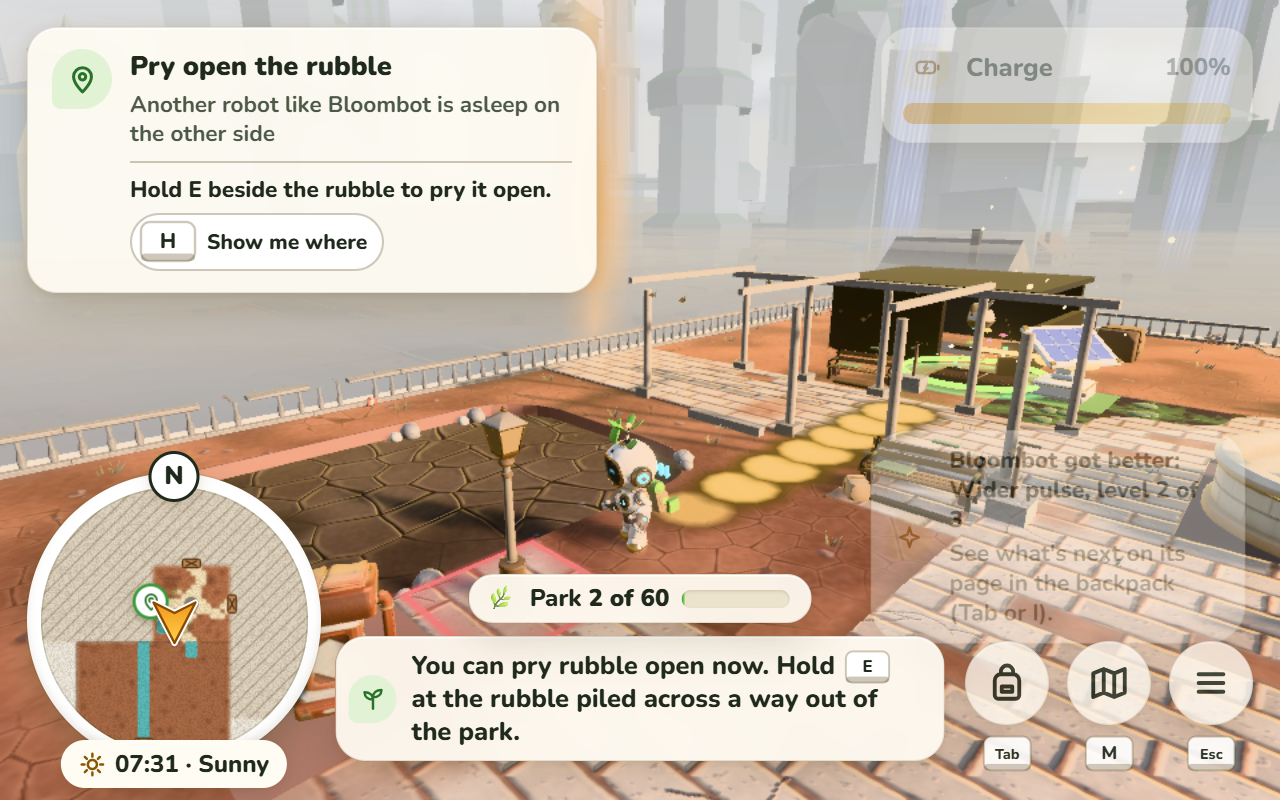 Pry open the rubble
Another robot like Bloombot is asleep on
the other side
Hold E beside the rubble to pry it open.
H Show me where
Charge 100%
N
Bloombot got better:
Wider pulse, level 2 of
3
See what's next on its
page in the backpack
(Tab or I).
Park 2 of 60
You can pry rubble open now. Hold E
at the rubble piled across a way out of
the park.
07:31 · Sunny
Tab M Esc